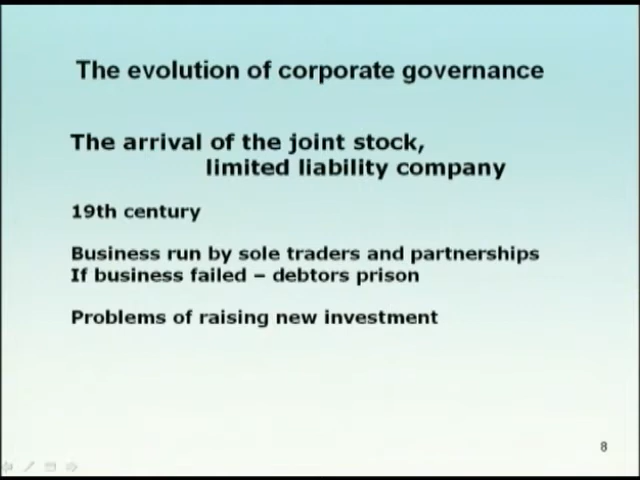 The evolution of corporate governance
The arrival of the joint stock,
limited liability company
19th century
Business run by sole traders and partnerships
If business failed – debtors prison
Problems of raising new investment
8